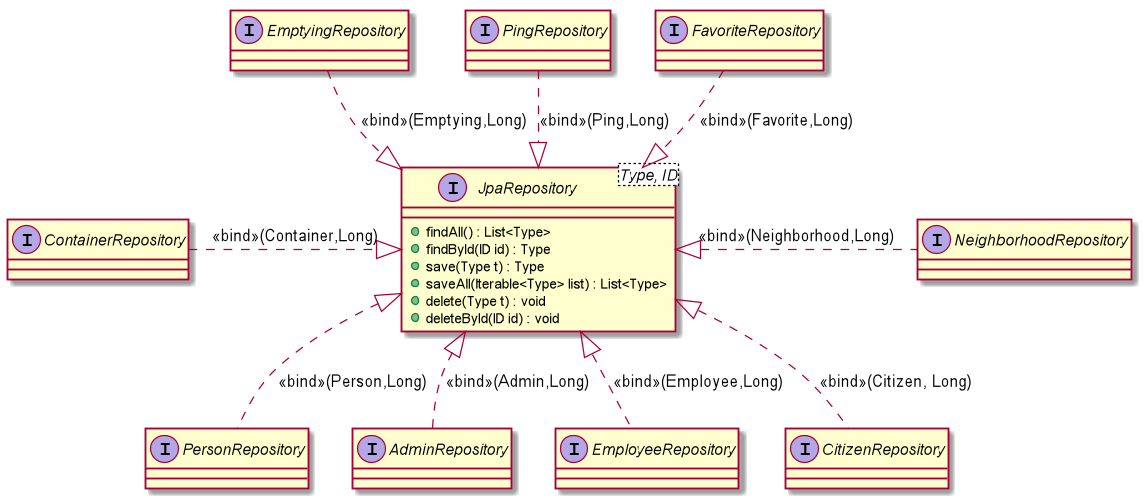 I EmptyingRepository
I PingRepository
I FavoriteRepository
«bind»(Emptying,Long)
«bind»(Ping,Long)
«bind»(Favorite,Long)
Type, ID
I JpaRepository
findAll() : List<Type>
findById(ID id) : Type
save(Type t) : Type
saveAll(Iterable<Type> list) : List<Type>
delete(Type t) : void
deleteById(ID id) : void
I ContainerRepository
«bind»(Container,Long)
«bind»(Neighborhood,Long)
I NeighborhoodRepository
«bind»(Person,Long)
«bind»(Admin,Long)
«bind»(Employee,Long)
«bind»(Citizen, Long)
I PersonRepository
I AdminRepository
I EmployeeRepository
I CitizenRepository